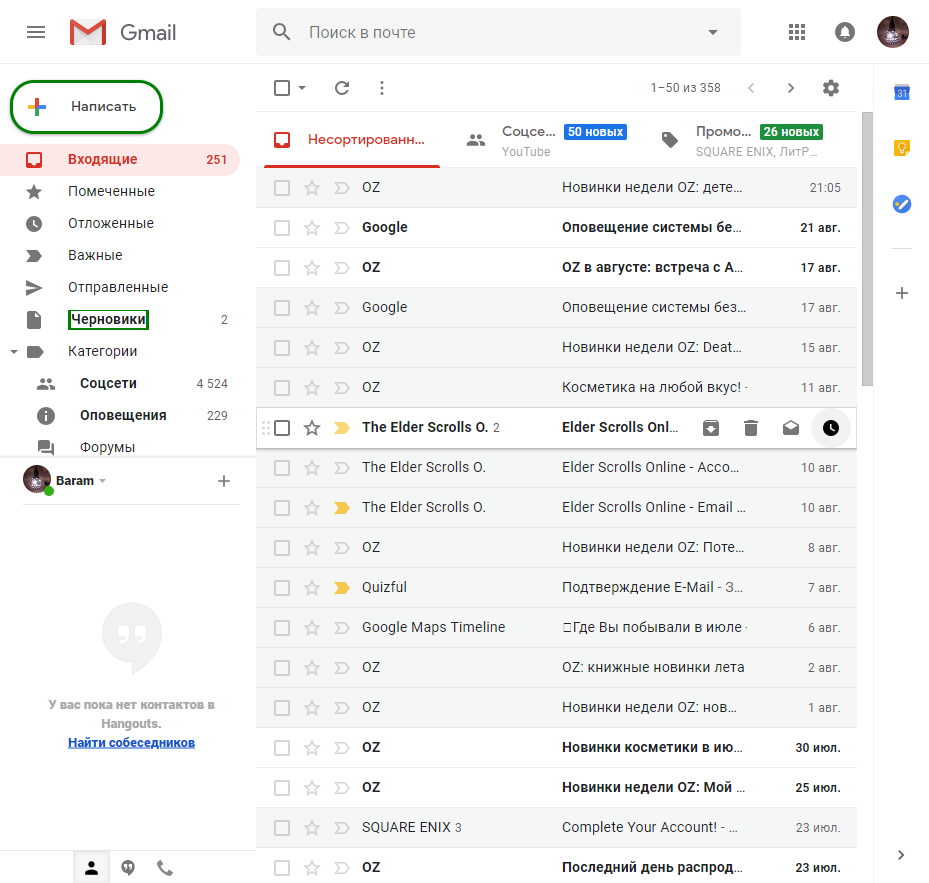 Gmail
Поиск в почте
Написать
1–50 из 358
31
Входящие 251
Помеченные
Отложенные
Важные
Отправленные
Черновики 2
Категории
Соцсети 4 524
Оповещения 229
Форумы
Baram
У вас пока нет контактов в
Hangouts.
Найти собеседников
Несортированн…
Соцсе… 50 новых
YouTube
Промо… 26 новых
SQUARE ENIX, ЛитР…
OZ Новинки недели OZ: дете… 21:05
Google Оповещение системы бе… 21 авг.
OZ OZ в августе: встреча с А… 17 авг.
Google Оповещение системы без… 17 авг.
OZ Новинки недели OZ: Deat… 15 авг.
OZ Косметика на любой вкус! - 11 авг.
The Elder Scrolls O. 2 Elder Scrolls Onl…
The Elder Scrolls O. Elder Scrolls Online - Acco… 10 авг.
The Elder Scrolls O. Elder Scrolls Online - Email … 10 авг.
OZ Новинки недели OZ: Поте… 8 авг.
Quizful Подтверждение E-Mail - З… 7 авг.
Google Maps Timeline Где Вы побывали в июле - 6 авг.
OZ OZ: книжные новинки лета 2 авг.
OZ Новинки недели OZ: нов… 1 авг.
OZ Новинки косметики в ию… 30 июл.
OZ Новинки недели OZ: Мой … 25 июл.
SQUARE ENIX 3 Complete Your Account! - … 23 июл.
OZ Последний день распрод… 23 июл.